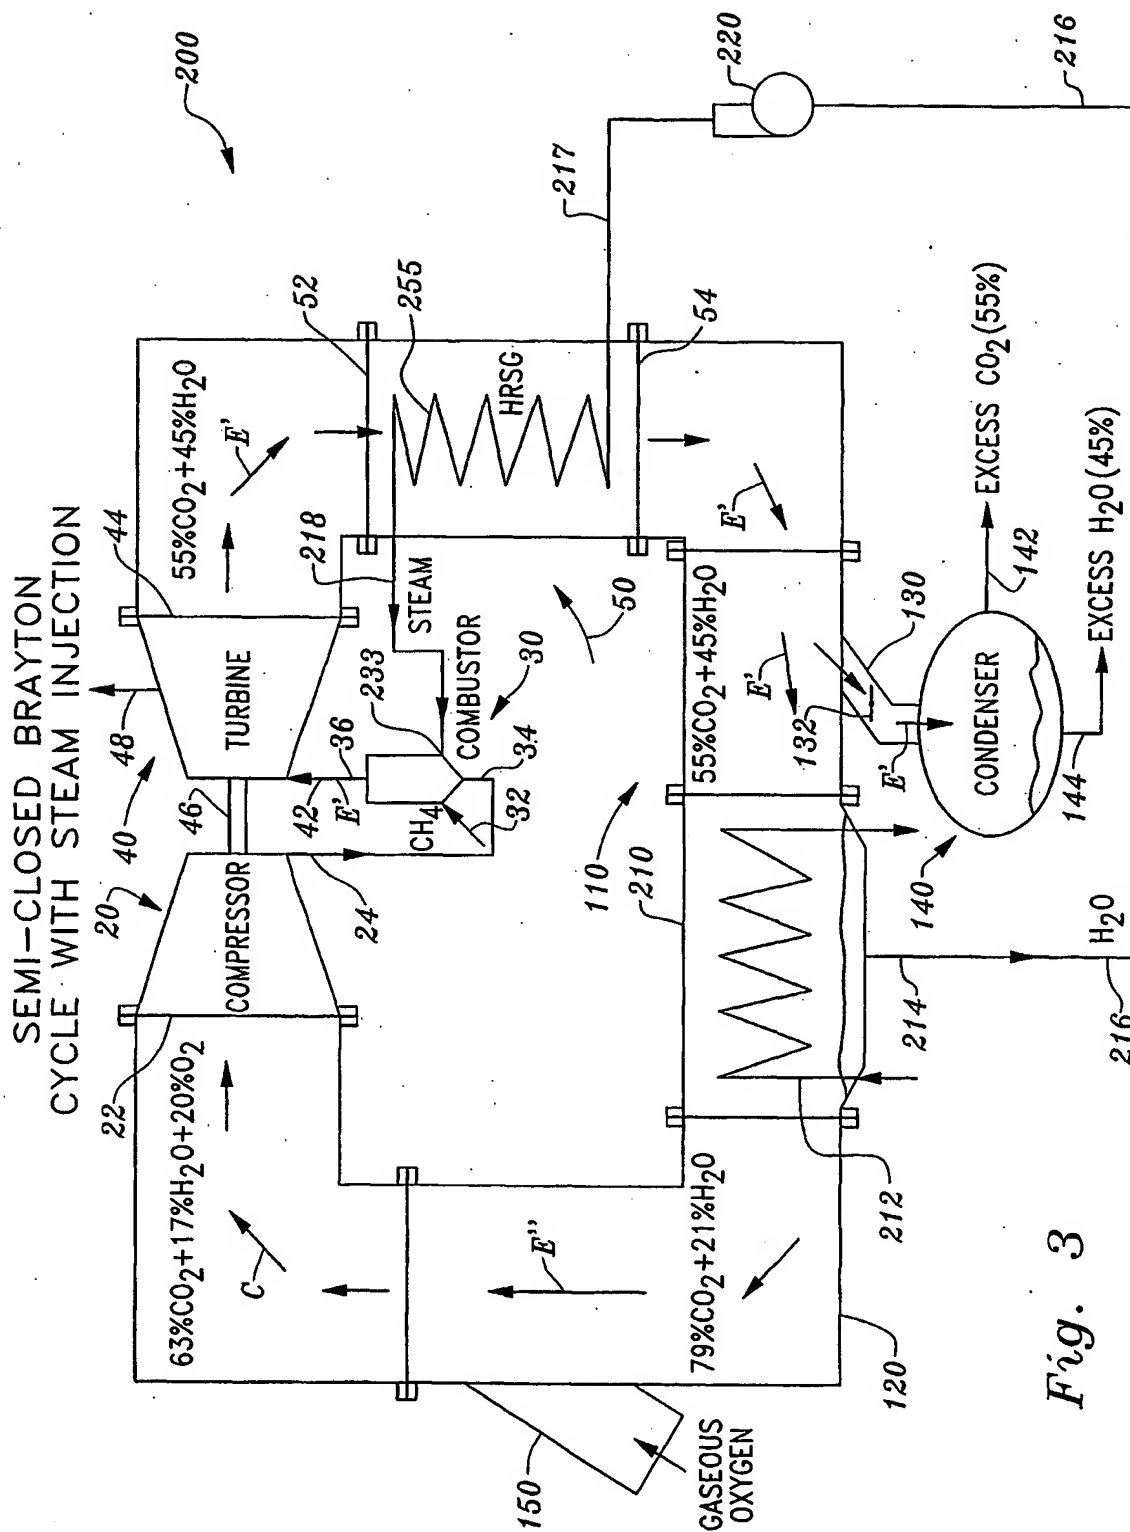 SEMI-CLOSED BRAYTON
CYCLE WITH STEAM INJECTION
200
63%CO2+17%H2O+20%O2
C
22
20
COMPRESSOR
24
46
40
48
TURBINE
44
42
E'
36
CH4
32
34
233
COMBUSTOR
30
STEAM
218
55%CO2+45%H2O
E'
52
255
HRSG
54
217
220
216
50
110
210
E'
55%CO2+45%H2O
E'
132
130
E'
CONDENSER
140
142
EXCESS CO2(55%)
144
EXCESS H2O(45%)
214
H2O
216
212
79%CO2+21%H2O
E"
120
150
GASEOUS
OXYGEN
Fig. 3